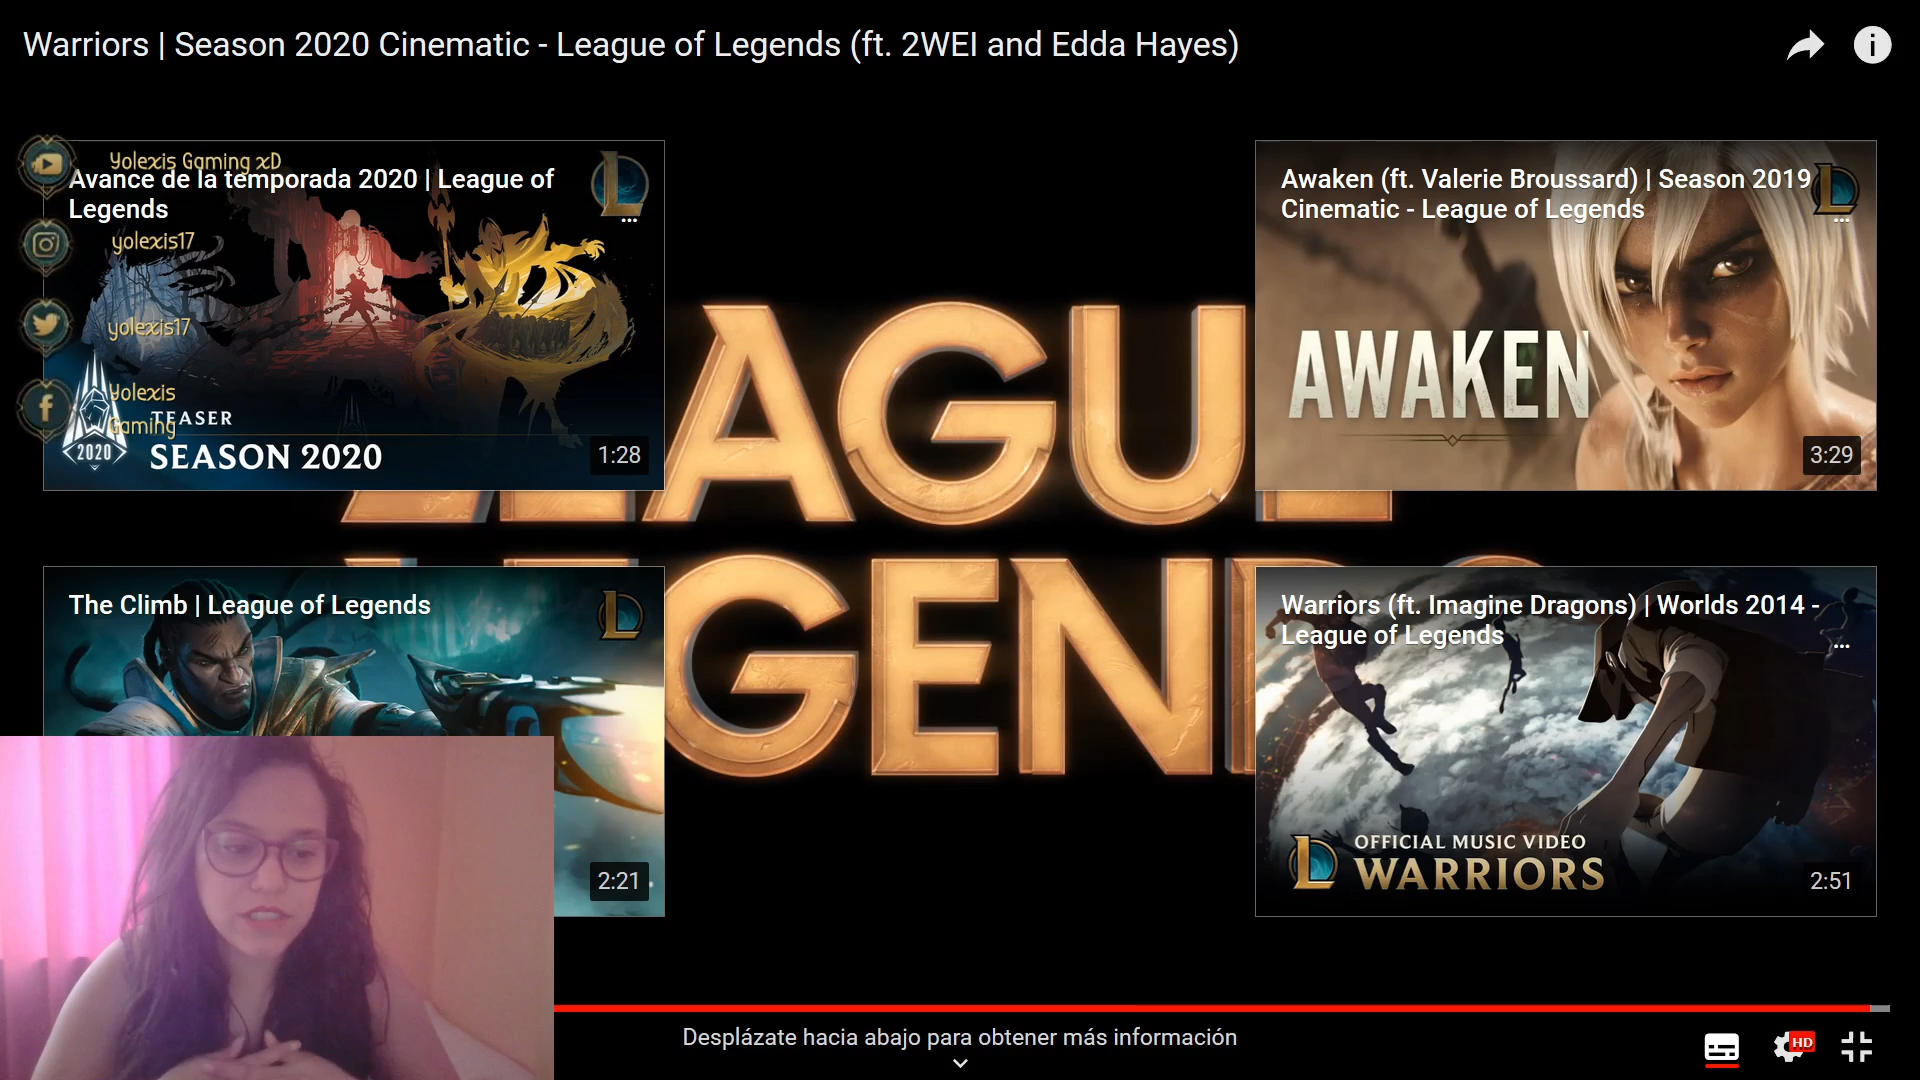 Warriors | Season 2020 Cinematic - League of Legends (ft. 2WEI and Edda Hayes)
i
Yolexis Gaming xD
Avance de la temporada 2020 | League of
Legends
yolexis17
yolexis17
Yolexis
Gaming
2020
TEASER
SEASON 2020
1:28
Awaken (ft. Valerie Broussard) | Season 2019
Cinematic - League of Legends
AWAKEN
3:29
The Climb | League of Legends
2:21
Warriors (ft. Imagine Dragons) | Worlds 2014 -
League of Legends
OFFICIAL MUSIC VIDEO
WARRIORS
2:51
Desplázate hacia abajo para obtener más información
HD